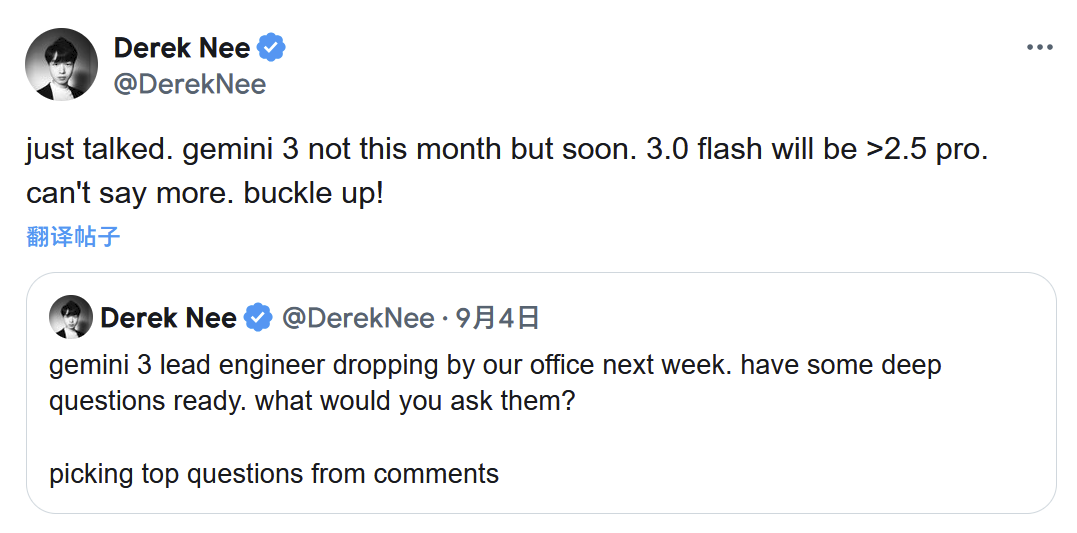 Derek Nee
@DerekNee
just talked. gemini 3 not this month but soon. 3.0 flash will be >2.5 pro.
can't say more. buckle up!
翻译帖子
Derek Nee @DerekNee · 9月4日
gemini 3 lead engineer dropping by our office next week. have some deep
questions ready. what would you ask them?
picking top questions from comments